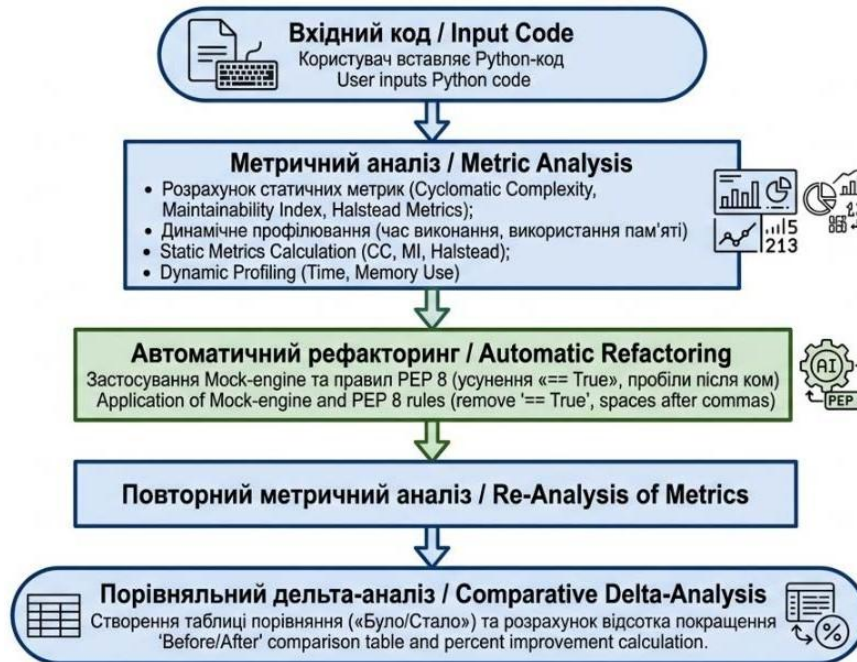 Вхідний код / Input Code
Користувач вставляє Python-код
User inputs Python code
Метричний аналіз / Metric Analysis
• Розрахунок статичних метрик (Cyclomatic Complexity,
Maintainability Index, Halstead Metrics);
• Динамічне профілювання (час виконання, використання пам'яті)
• Static Metrics Calculation (CC, MI, Halstead);
• Dynamic Profiling (Time, Memory Use)
213
Автоматичний рефакторинг / Automatic Refactoring
Застосування Mock-engine та правил PEP 8 (усунення «== True», пробіли після ком)
Application of Mock-engine and PEP 8 rules (remove ‘== True’, spaces after commas)
AI
PEP
Повторний метричний аналіз / Re-Analysis of Metrics
Порівняльний дельта-аналіз / Comparative Delta-Analysis
Створення таблиці порівняння («Було/Стало») та розрахунок відсотка покращення
‘Before/After' comparison table and percent improvement calculation.
%